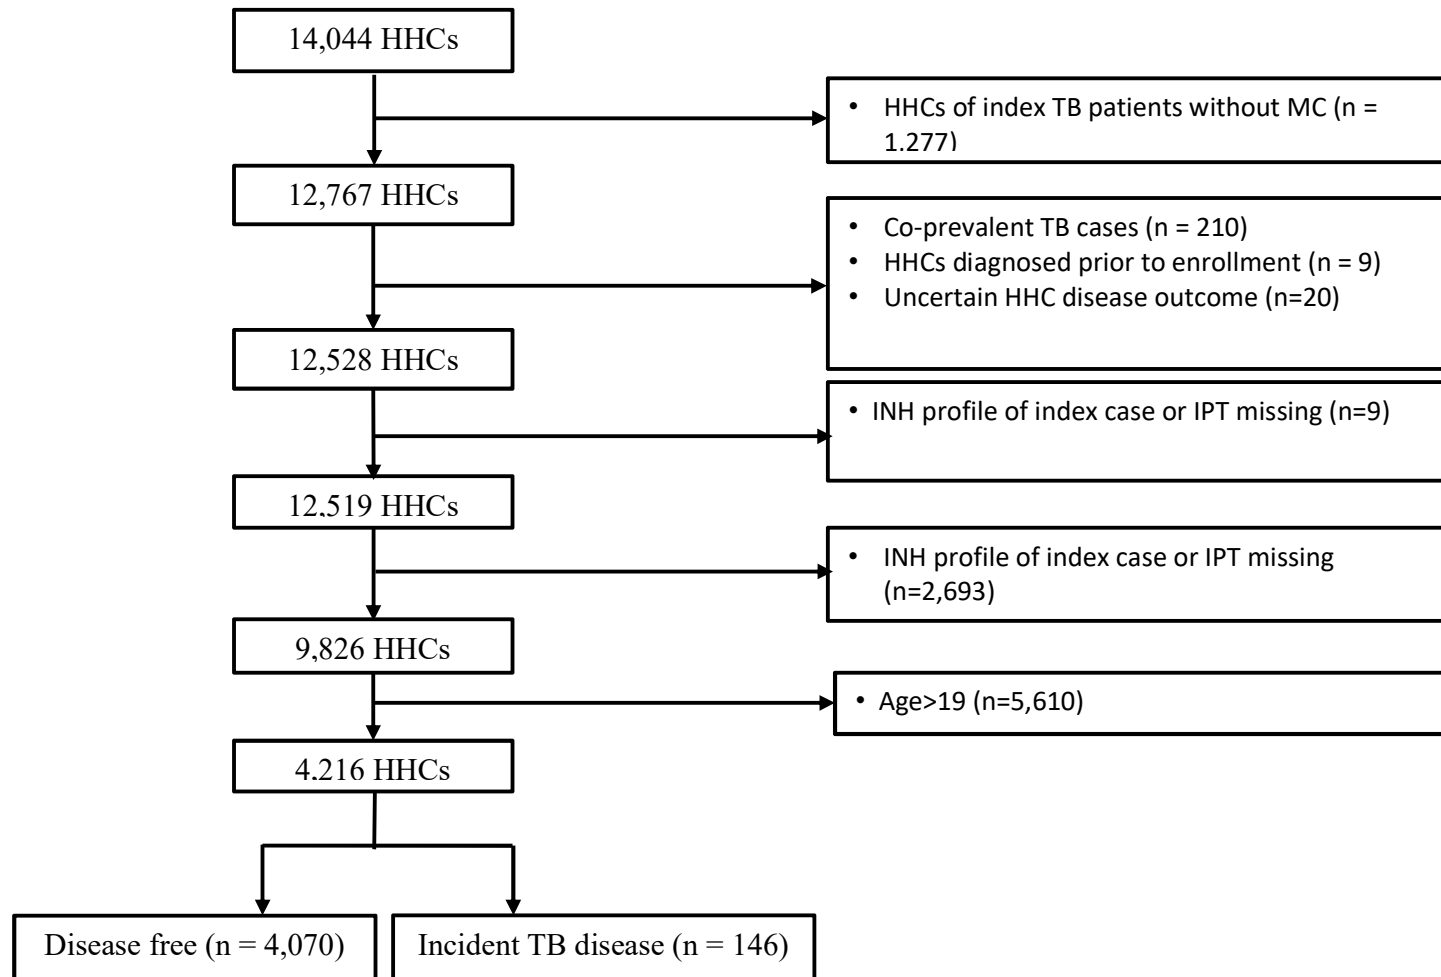 14,044 HHCs
• HHCs of index TB patients without MC (n =
1.277)
12,767 HHCs
• Co-prevalent TB cases (n = 210)
• HHCs diagnosed prior to enrollment (n = 9)
• Uncertain HHC disease outcome (n=20)
12,528 HHCs
• INH profile of index case or IPT missing (n=9)
12,519 HHCs
• INH profile of index case or IPT missing
(n=2,693)
9,826 HHCs
• Age>19 (n=5,610)
4,216 HHCs
Disease free (n = 4,070)
Incident TB disease (n = 146)